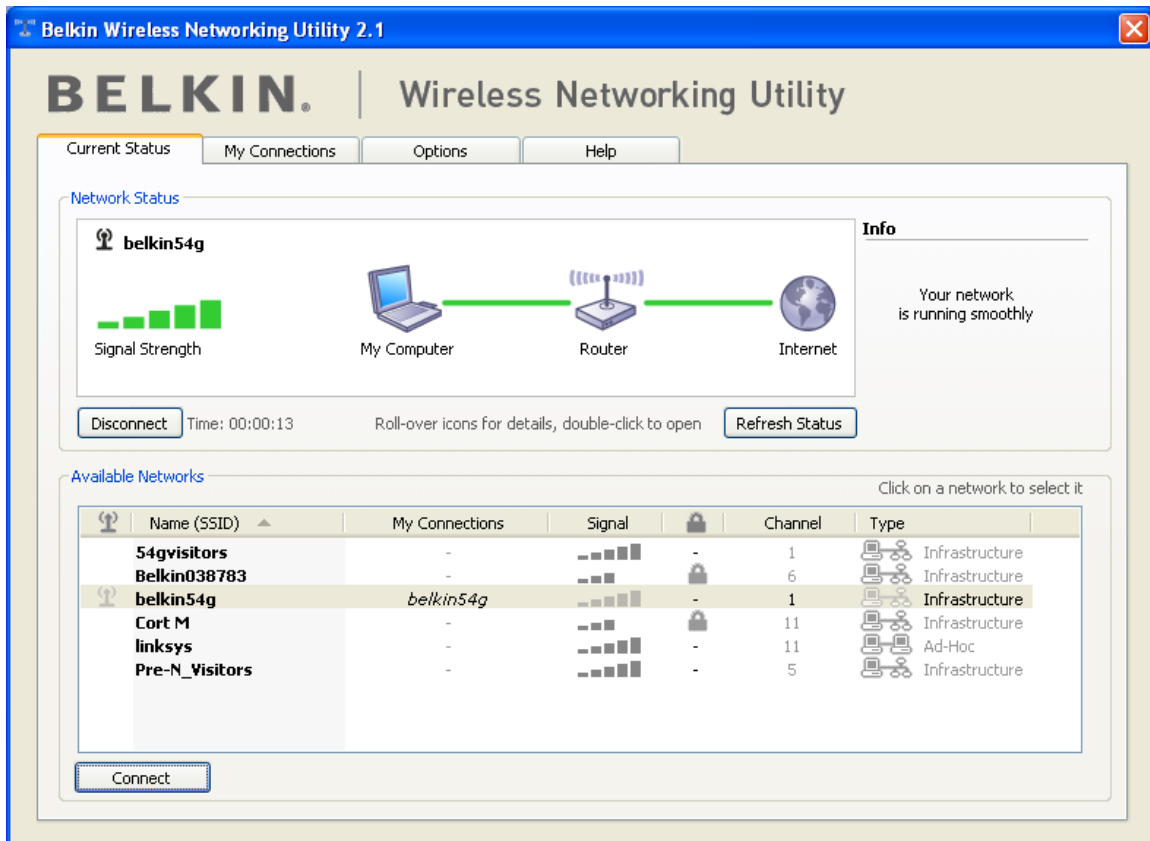 Belkin Wireless Networking Utility 2.1
BELKIN. Wireless Networking Utility
Current Status My Connections Options Help
Network Status
belkin54g
Info
Your network
is running smoothly
Signal Strength My Computer Router Internet
Disconnect Time: 00:00:13 Roll-over icons for details, double-click to open Refresh Status
Available Networks
Click on a network to select it
Name (SSID) My Connections Signal Channel Type
54gvisitors - - 1 Infrastructure
Belkin038783 - 6 Infrastructure
belkin54g belkin54g - 1 Infrastructure
Cort M - 11 Infrastructure
linksys - - 11 Ad-Hoc
Pre-N_Visitors - - 5 Infrastructure
Connect